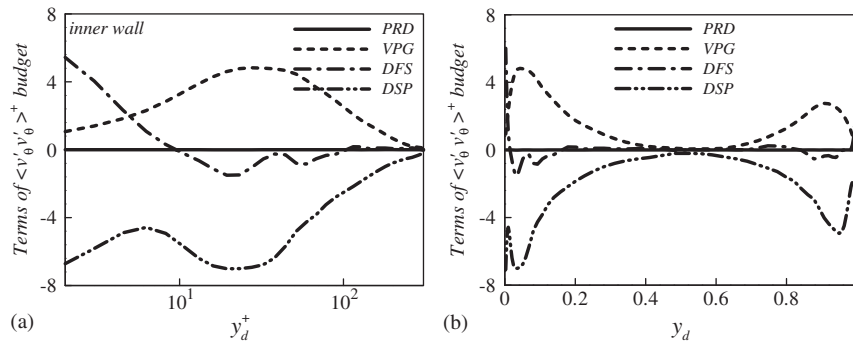 8
4
0
-4
-8
Terms of <v′θ v′θ >+ budget
inner wall
PRD
VPG
DFS
DSP
10^1
10^2
y_d^+
(a)
8
4
0
-4
-8
Terms of <v′θ v′θ >+ budget
PRD
VPG
DFS
DSP
0
0.2
0.4
0.6
0.8
y_d
(b)